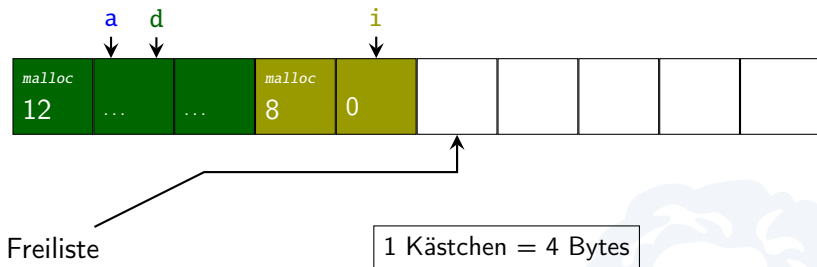 a d i
malloc malloc
12 ... ... 8 0
Freiliste
1 Kästchen = 4 Bytes